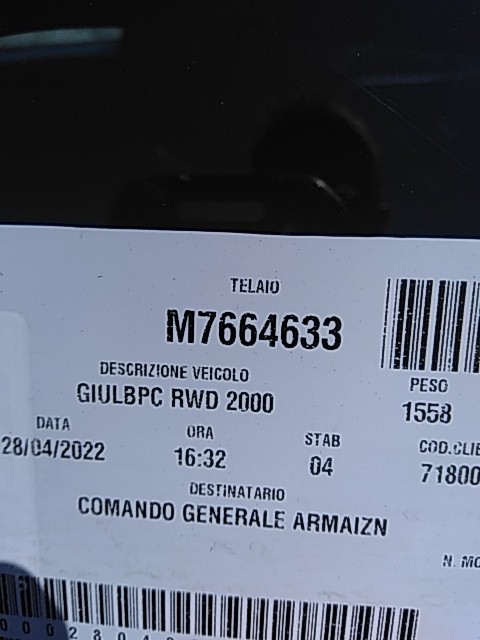 TELAIO
M7664633
DESCRIZIONE VEICOLO
PESO
GIULBPC RWD 2000
1558
DATA
ORA
STAB
COD.CLIE
28/04/2022
16:32
04
71800
DESTINATARIO
COMANDO GENERALE ARMAIZN
N. MO